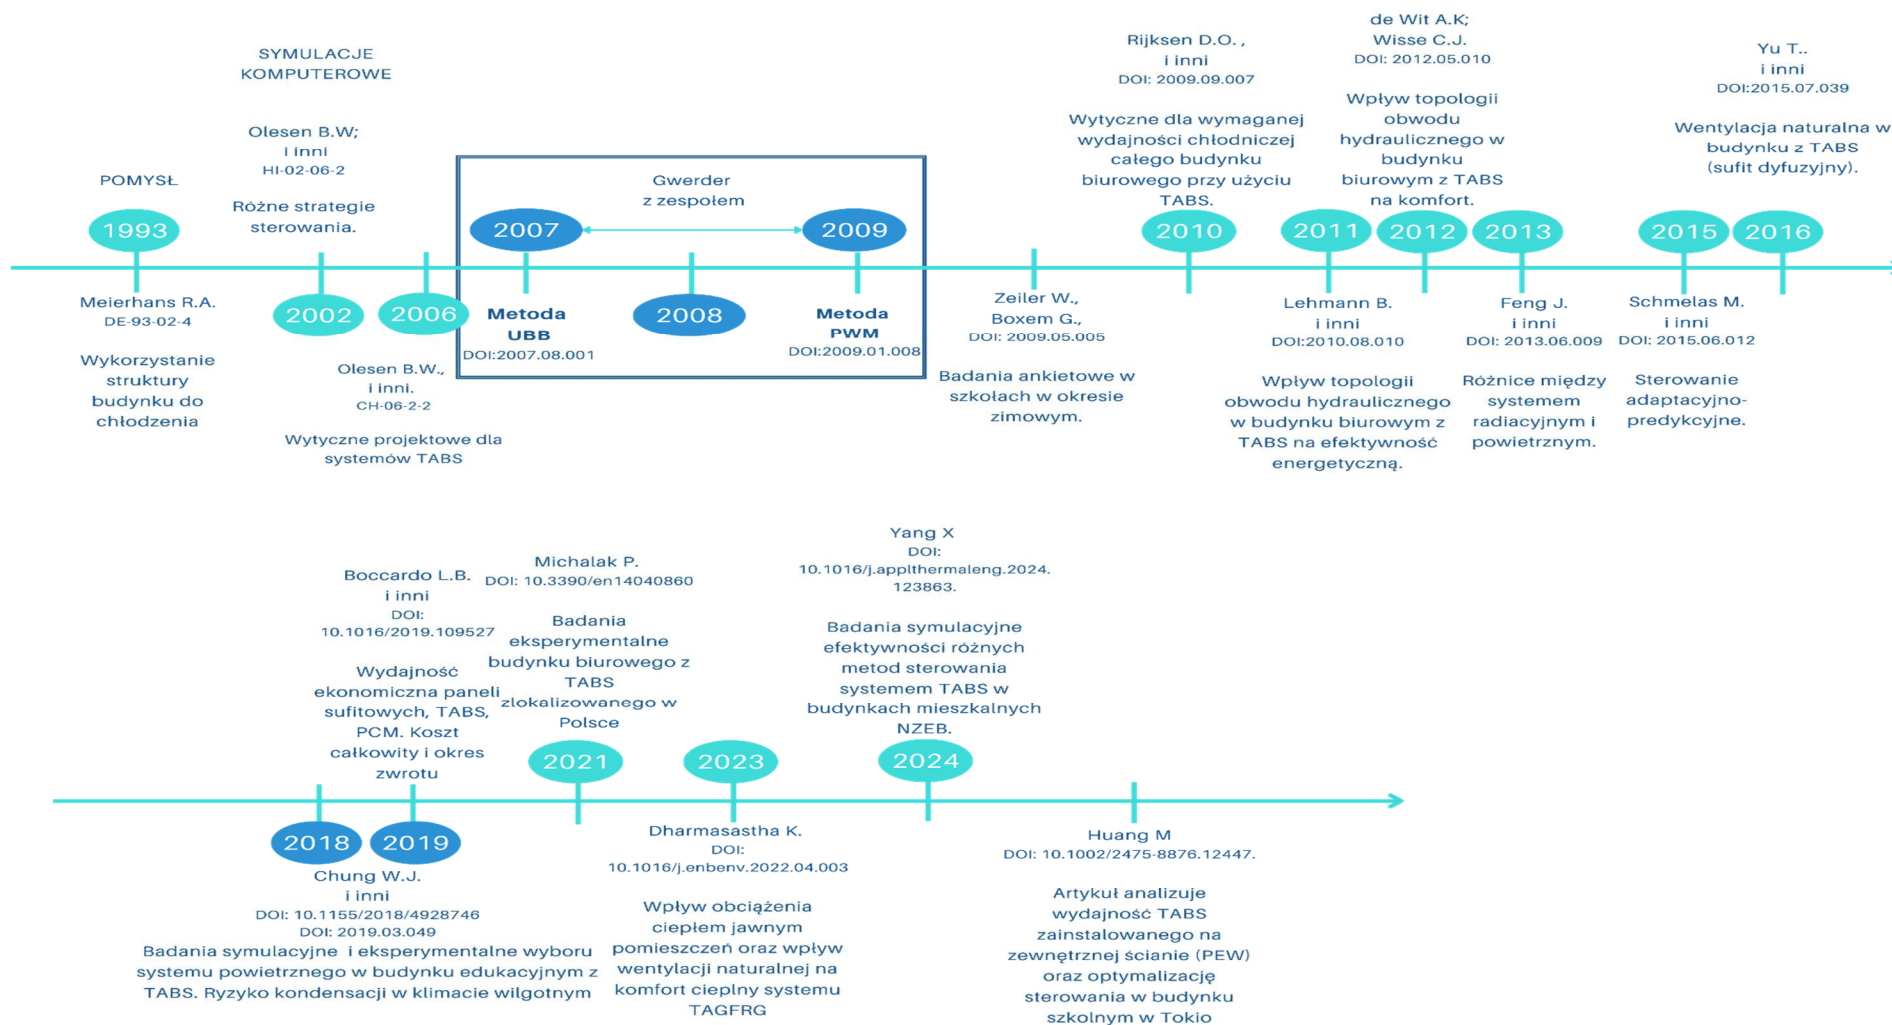 POMYSŁ
1993
Meierhans R.A.
DE-93-02-4
Wykorzystanie
struktury
budynku do
chłodzenia
SYMULACJE
KOMPUTEROWE
Olesen B.W;
i inni
HI-02-06-2
Różne strategie
sterowania.
2002
2006
Olesen B.W.,
i inni.
CH-06-2-2
Wytyczne projektowe dla
systemów TABS
Gwerder
z zespołem
2007
2009
Metoda
UBB
DOI:2007.08.001
2008
Metoda
PWM
DOI:2009.01.008
Zeiler W.,
Boxem G.,
DOI: 2009.05.005
Badania ankietowe w
szkołach w okresie
zimowym.
Rijksen D.O. ,
i inni
DOI: 2009.09.007
Wytyczne dla wymaganej
wydajności chłodniczej
całego budynku
biurowego przy użyciu
TABS.
2010
2011
Lehmann B.
i inni
DOI:2010.08.010
Wpływ topologii
obwodu hydraulicznego
w budynku biurowym z
TABS na efektywność
energetyczną.
de Wit A.K;
Wisse C.J.
DOI: 2012.05.010
Wpływ topologii
obwodu
hydraulicznego w
budynku
biurowym z TABS
na komfort.
2012
2013
Feng J.
i inni
DOI: 2013.06.009
Różnice między
systemem
radiacyjnym i
powietrznym.
2015
Schmelas M.
i inni
DOI: 2015.06.012
Sterowanie
adaptacyjno-
predykcyjne.
Yu T..
i inni
DOI:2015.07.039
Wentylacja naturalna w
budynku z TABS
(sufit dyfuzyjny).
2016
Boccardo L.B.
i inni
DOI:
10.1016/2019.109527
Wydajność
ekonomiczna paneli
sufitowych, TABS,
PCM. Koszt
całkowity i okres
zwrotu
2018
2019
Chung W.J.
i inni
DOI: 10.1155/2018/4928746
DOI: 2019.03.049
Badania symulacyjne i eksperymentalne wyboru
systemu powietrznego w budynku edukacyjnym z
TABS. Ryzyko kondensacji w klimacie wilgotnym
Michalak P.
DOI: 10.3390/en14040860
Badania
eksperymentalne
budynku biurowego z
TABS
zlokalizowanego w
Polsce
2021
2023
Dharmasastha K.
DOI:
10.1016/j.enbenv.2022.04.003
Wpływ obciążenia
ciepłem jawnym
pomieszczeń oraz wpływ
wentylacji naturalnej na
komfort cieplny systemu
TAGFRG
Yang X
DOI:
10.1016/j.applthermaleng.2024.
123863.
Badania symulacyjne
efektywności różnych
metod sterowania
systemem TABS w
budynkach mieszkalnych
NZEB.
2024
Huang M
DOI: 10.1002/2475-8876.12447.
Artykuł analizuje
wydajność TABS
zainstalowanego na
zewnętrznej ścianie (PEW)
oraz optymalizację
sterowania w budynku
szkolnym w Tokio